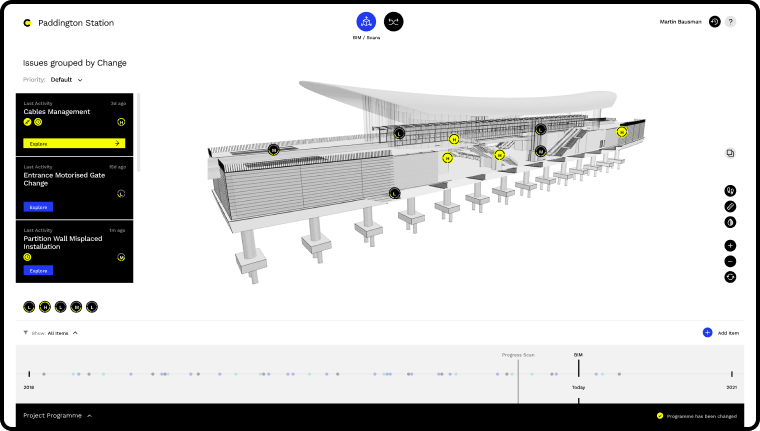 Paddington Station
BIM / Scans
Martin Bausman
?
Issues grouped by Change
Priority: Default
Last Activity 3d ago
Cables Management
H
Explore
Last Activity 15d ago
Entrance Motorised Gate
Change
L
Explore
Last Activity 1m ago
Partition Wall Misplaced
Installation
M
Explore
L
H
L
M
H
H
H
M
H
L
L H L M L
Show: All Items
Add item
Progress Scan BIM
2018 Today 2021
Project Programme
Programme has been changed